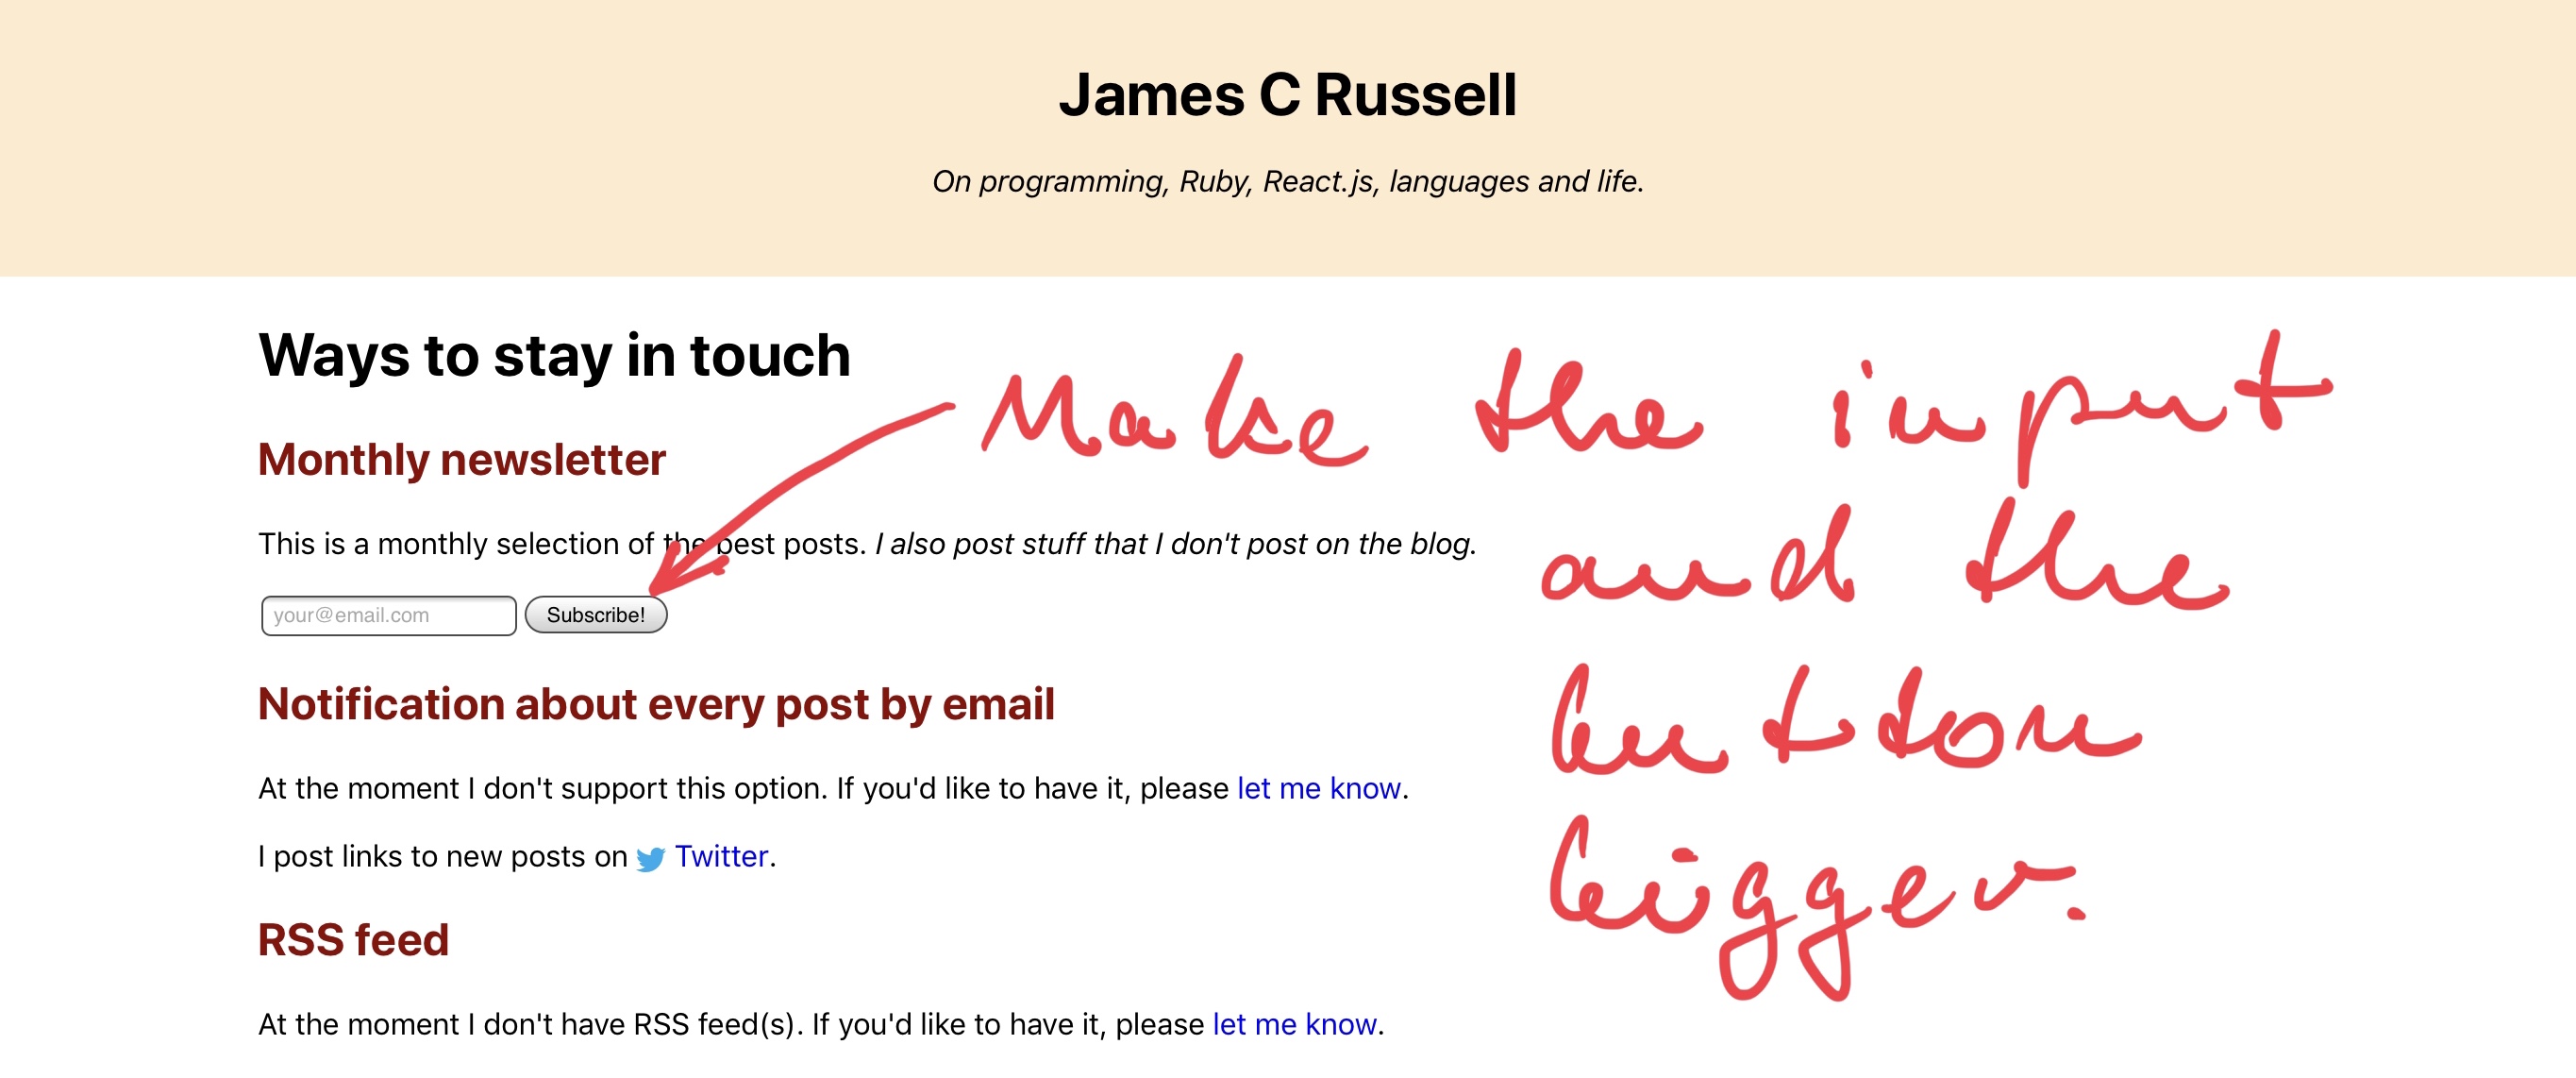 James C Russell
On programming, Ruby, React.js, languages and life.
Ways to stay in touch
Make the input
and the
button
bigger.
Monthly newsletter
This is a monthly selection of the best posts. I also post stuff that I don't post on the blog.
your@email.com Subscribe!
Notification about every post by email
At the moment I don't support this option. If you'd like to have it, please let me know.
I post links to new posts on Twitter.
RSS feed
At the moment I don't have RSS feed(s). If you'd like to have it, please let me know.